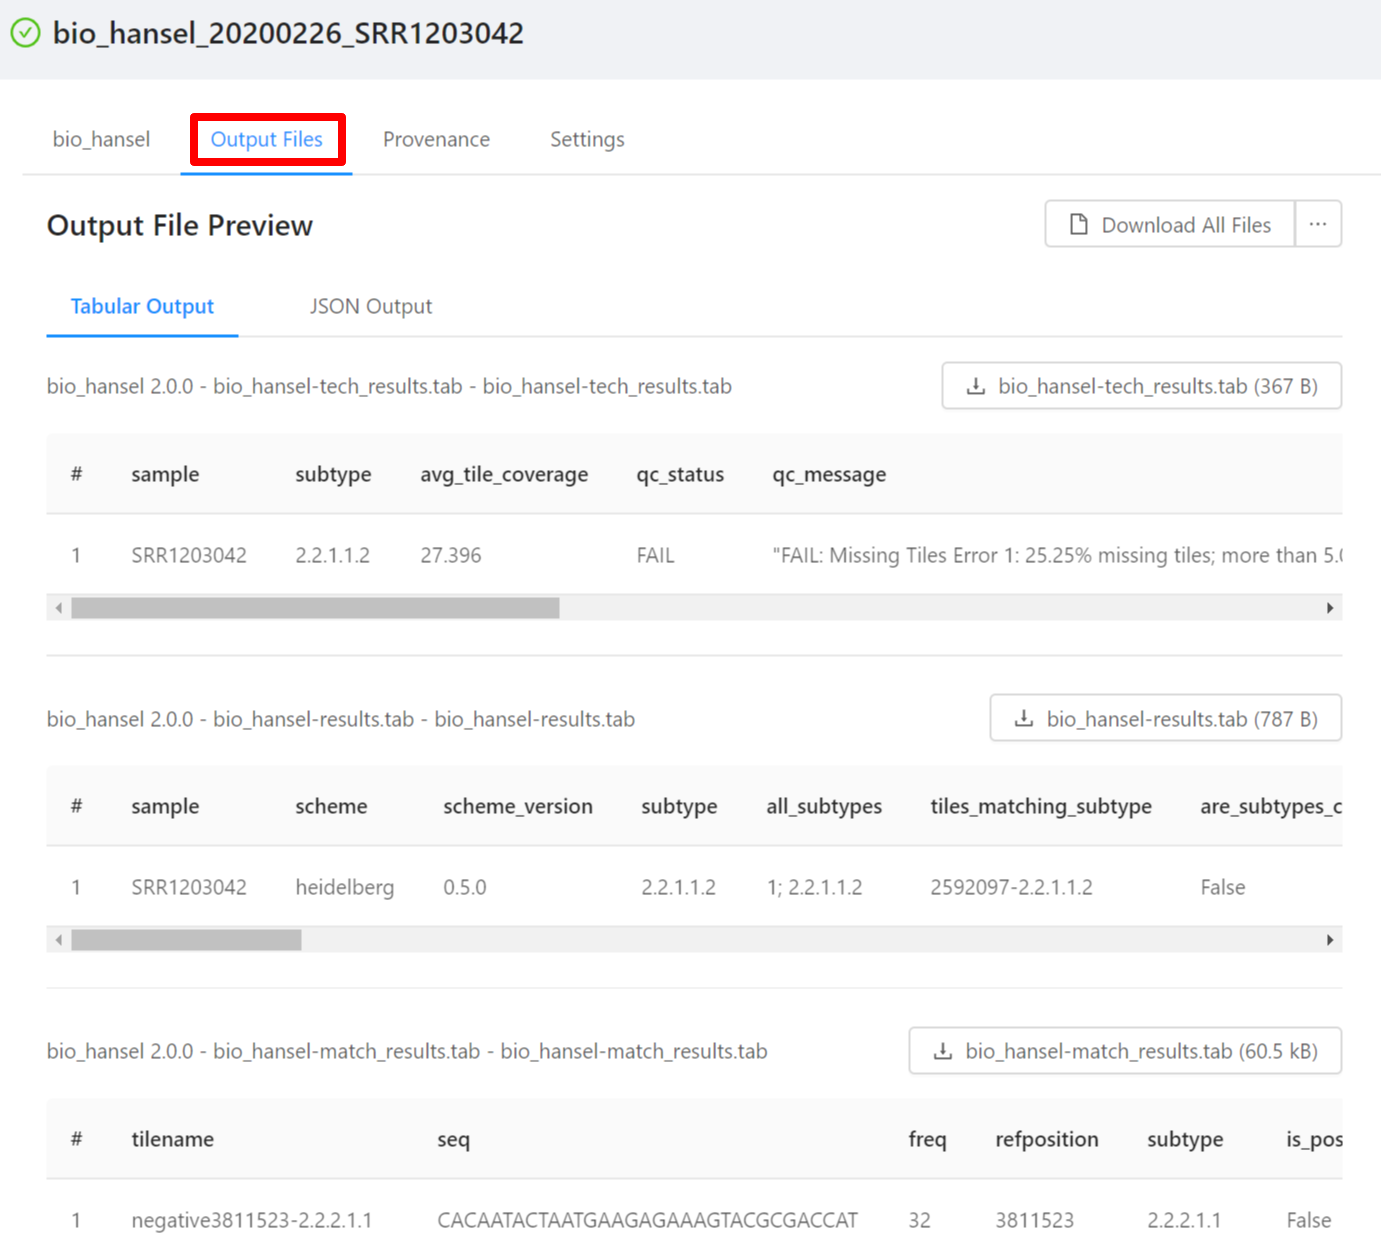 bio_hansel_20200226_SRR1203042
bio_hansel Output Files Provenance Settings
Output File Preview Download All Files ···
Tabular Output JSON Output
bio_hansel 2.0.0 - bio_hansel-tech_results.tab - bio_hansel-tech_results.tab bio_hansel-tech_results.tab (367 B)
# sample subtype avg_tile_coverage qc_status qc_message
1 SRR1203042 2.2.1.1.2 27.396 FAIL "FAIL: Missing Tiles Error 1: 25.25% missing tiles; more than 5.0
bio_hansel 2.0.0 - bio_hansel-results.tab - bio_hansel-results.tab bio_hansel-results.tab (787 B)
# sample scheme scheme_version subtype all_subtypes tiles_matching_subtype are_subtypes_c
1 SRR1203042 heidelberg 0.5.0 2.2.1.1.2 1; 2.2.1.1.2 2592097-2.2.1.1.2 False
bio_hansel 2.0.0 - bio_hansel-match_results.tab - bio_hansel-match_results.tab bio_hansel-match_results.tab (60.5 kB)
# tilename seq freq refposition subtype is_pos
1 negative3811523-2.2.2.1.1 CACAATACTAATGAAGAGAAAGTACGCGACCAT 32 3811523 2.2.2.1.1 False